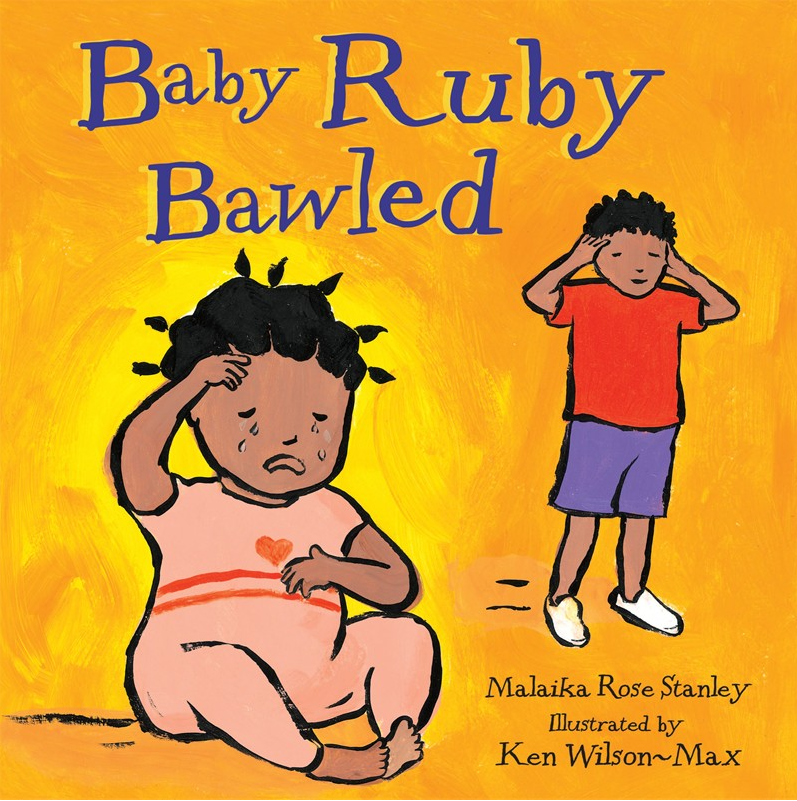 Baby Ruby
Bawled
Malaika Rose Stanley
Illustrated by
Ken Wilson~Max